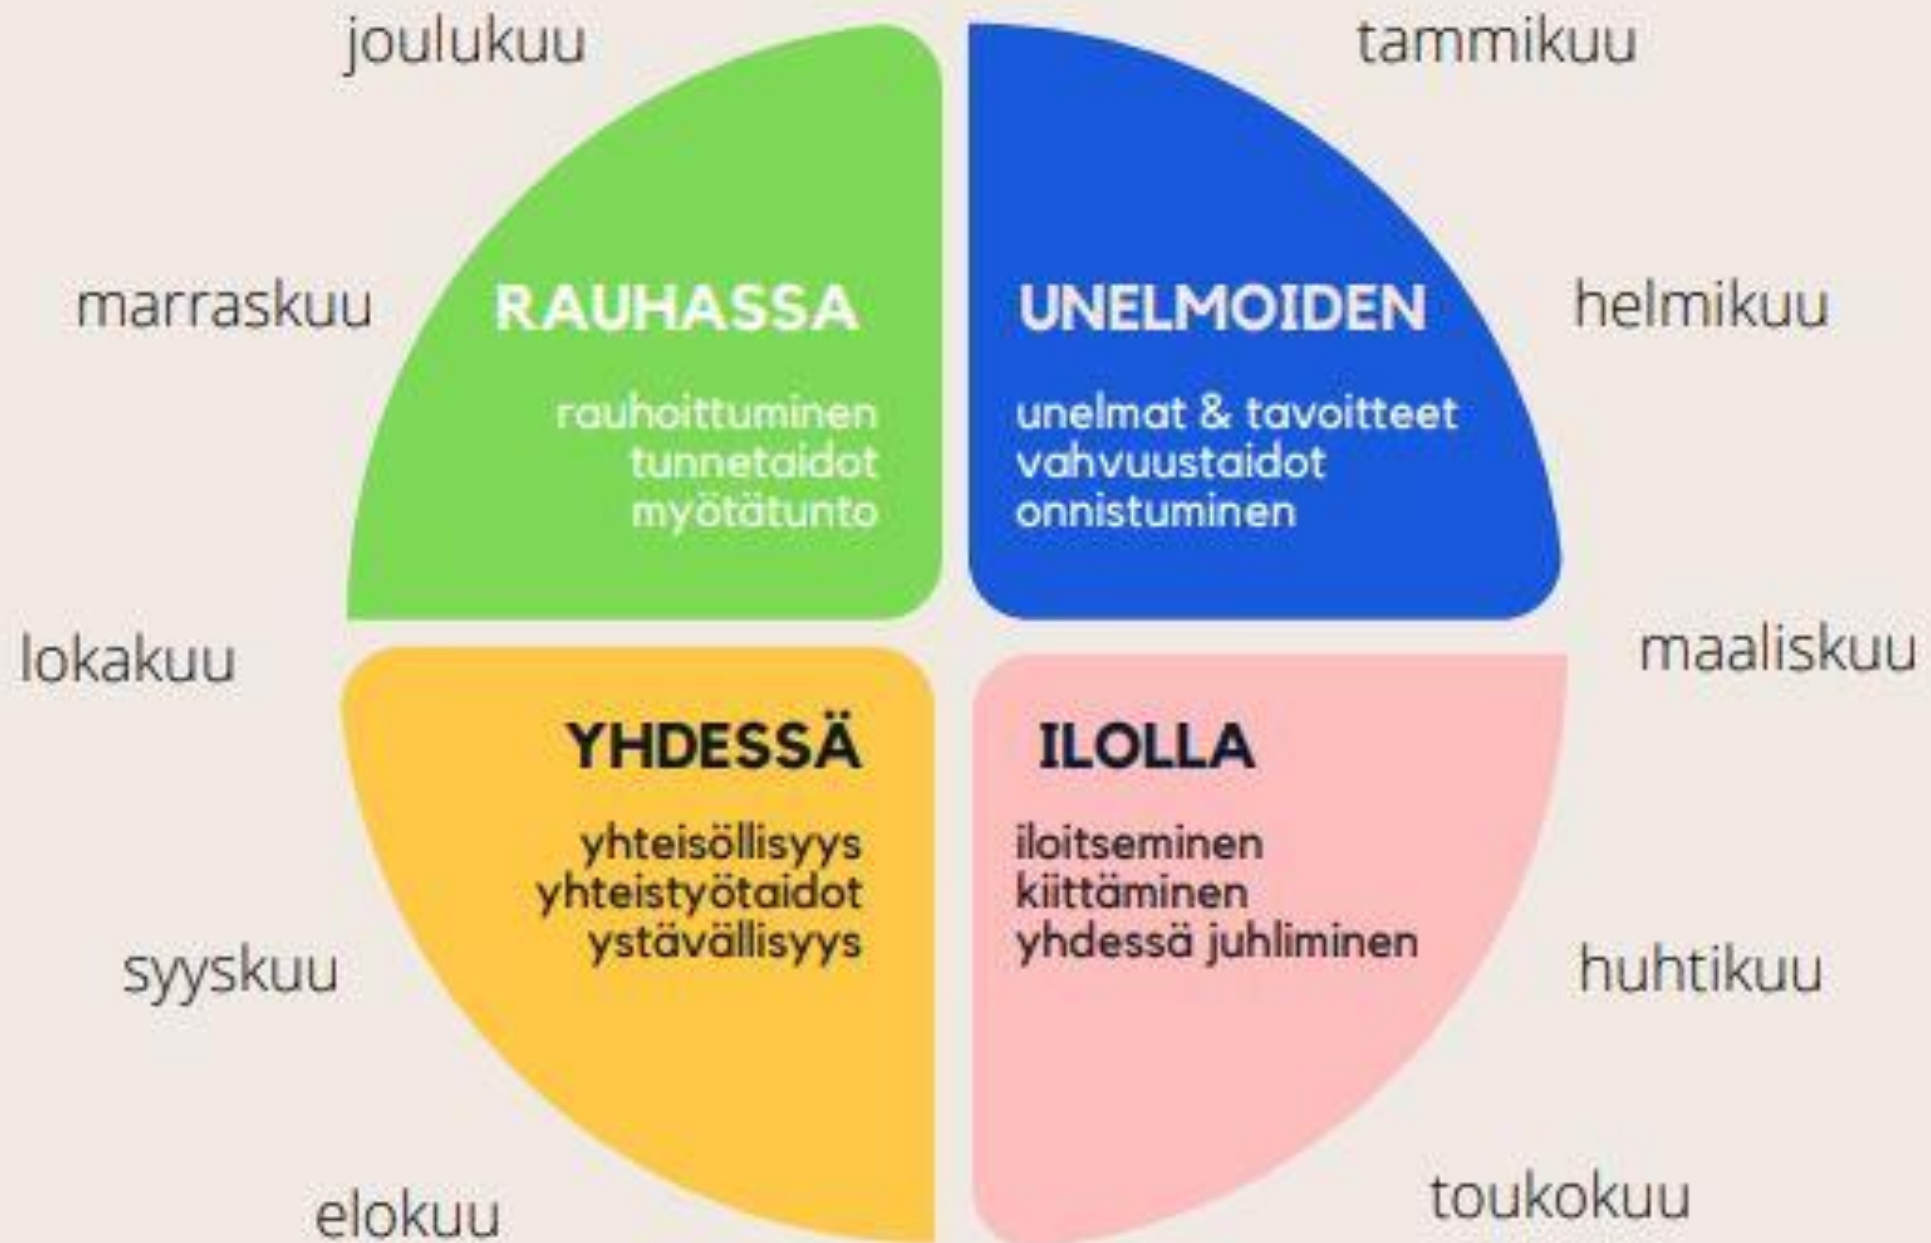 joulukuu
tammikuu
marraskuu
RAUHASSA
rauhoittuminen
tunnetaidot
myötätunto
UNELMOIDEN
unelmat & tavoitteet
vahvuustaidot
onnistuminen
helmikuu
lokakuu
maaliskuu
YHDESSÄ
yhteisöllisyys
yhteistyötaidot
ystävällisyys
ILOLLA
iloitseminen
kiittäminen
yhdessä juhliminen
syyskuu
huhtikuu
elokuu
toukokuu